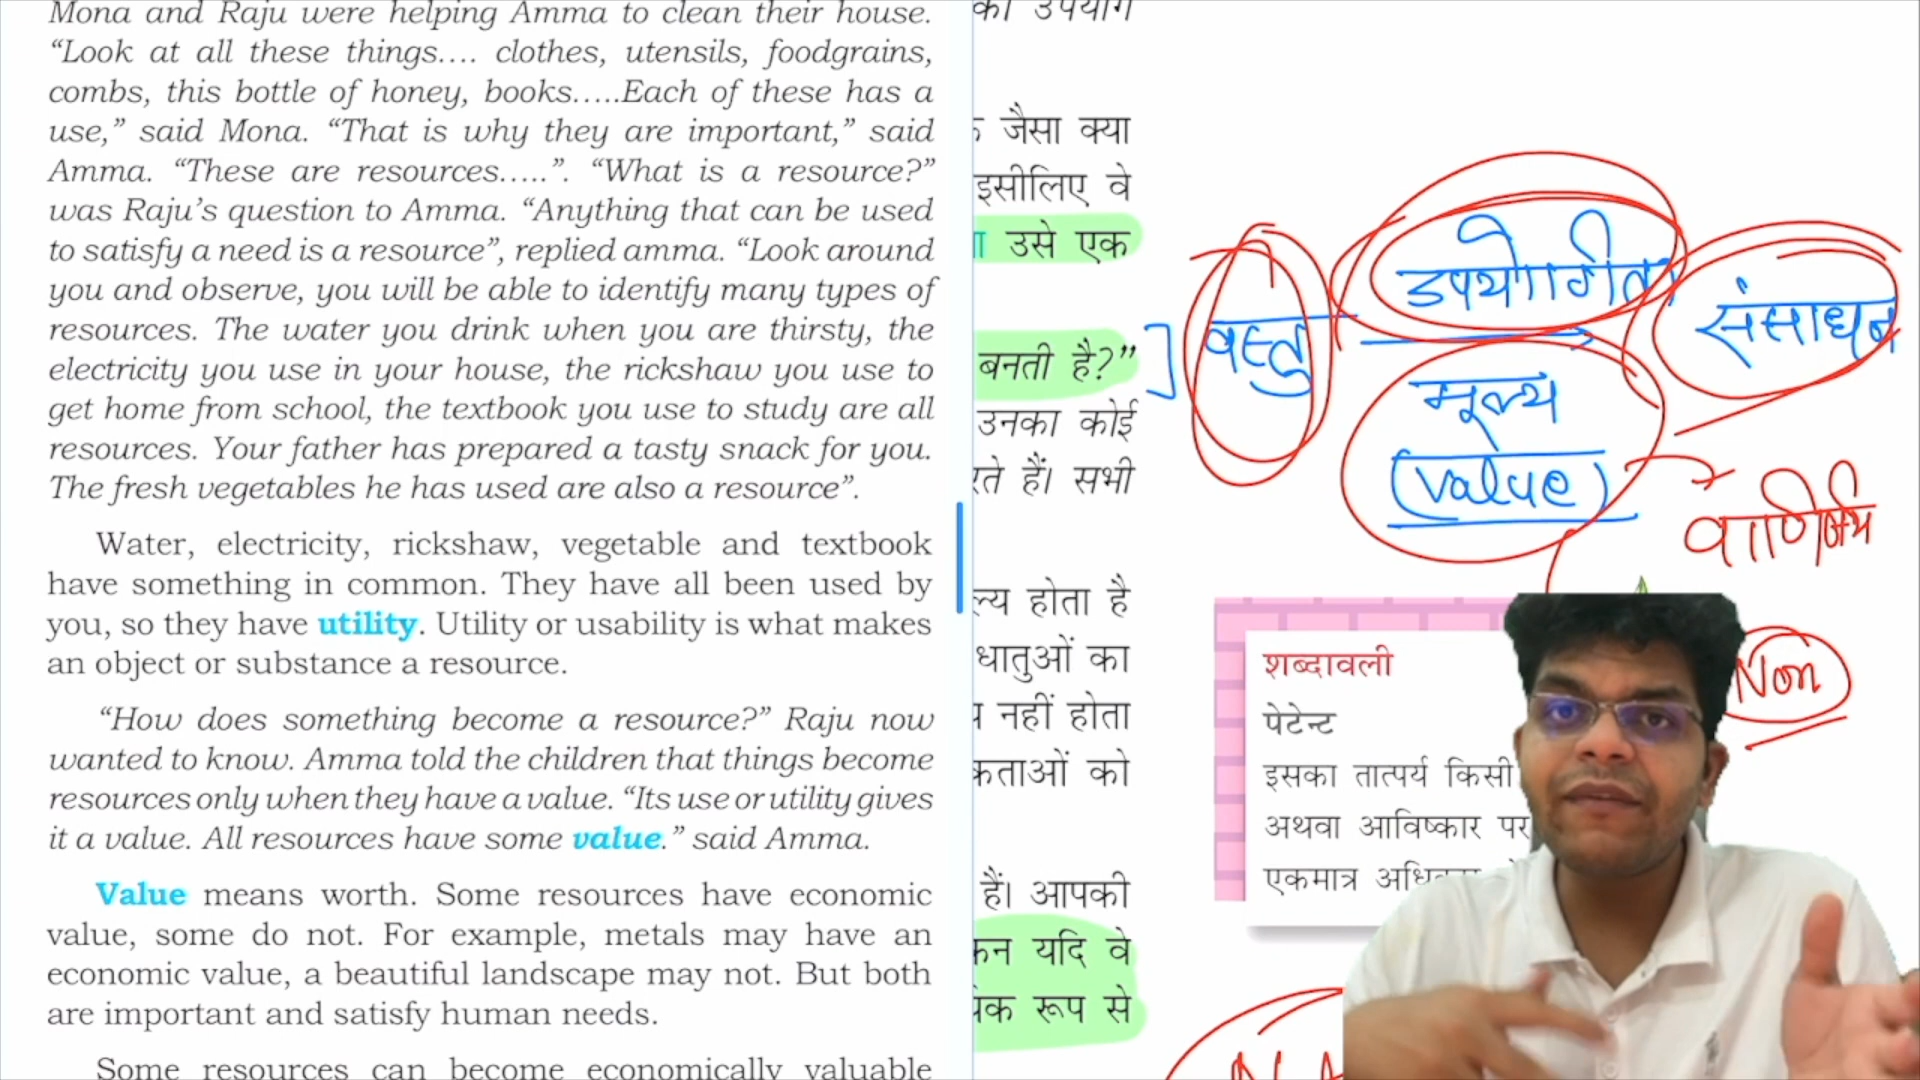 Mona and Raju were helping Amma to clean their house.
“Look at all these things.... clothes, utensils, foodgrains,
combs, this bottle of honey, books.....Each of these has a
use,” said Mona. “That is why they are important,” said
Amma. “These are resources.....”. “What is a resource?”
was Raju’s question to Amma. “Anything that can be used
to satisfy a need is a resource”, replied amma. “Look around
you and observe, you will be able to identify many types of
resources. The water you drink when you are thirsty, the
electricity you use in your house, the rickshaw you use to
get home from school, the textbook you use to study are all
resources. Your father has prepared a tasty snack for you.
The fresh vegetables he has used are also a resource”.
Water, electricity, rickshaw, vegetable and textbook
have something in common. They have all been used by
you, so they have utility. Utility or usability is what makes
an object or substance a resource.
“How does something become a resource?” Raju now
wanted to know. Amma told the children that things become
resources only when they have a value. “Its use or utility gives
it a value. All resources have some value.” said Amma.
Value means worth. Some resources have economic
value, some do not. For example, metals may have an
economic value, a beautiful landscape may not. But both
are important and satisfy human needs.
Some resources can become economically valuable
का उपयोग
जैसा क्या
इसीलिए वे
उसे एक
बनती है?”
उनका कोई
हैं। सभी
होता है
धातुओं का
नहीं होता
को
हैं। आपकी
यदि वे
रूप से
वस्तु
उपयोगीता
संसाधन
मूल्य
(value)
वाणिज्य
Non
शब्दावली
पेटेन्ट
इसका तात्पर्य किसी
अथवा आविष्कार पर
एकमात्र